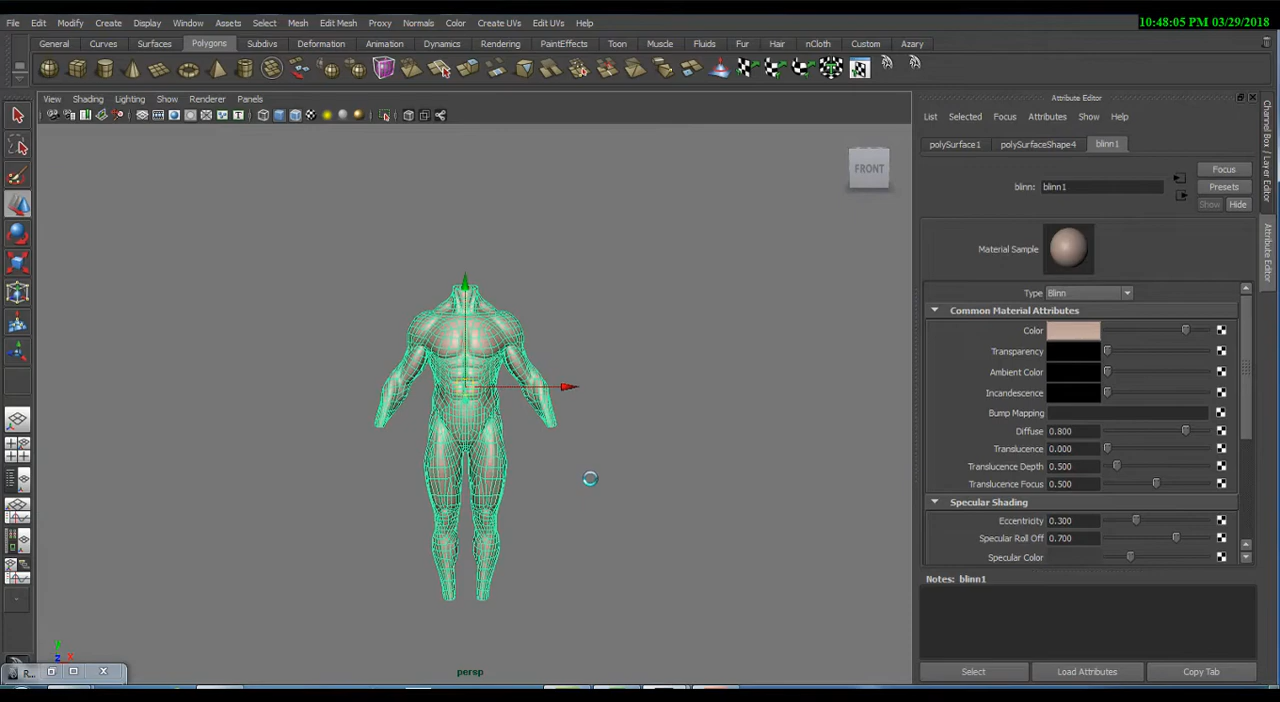 File Edit Modify Create Display Window Assets Select Mesh Edit Mesh Proxy Normals Color Create UVs Edit UVs Help
10:48:05 PM 03/29/2018
General Curves Surfaces Polygons Subdivs Deformation Animation Dynamics Rendering PaintEffects Toon Muscle Fluids Fur Hair nCloth Custom Azary
View Shading Lighting Show Renderer Panels
FRONT
persp
y
z x
R...
Attribute Editor
List Selected Focus Attributes Show Help
polySurface1 polySurfaceShape4 blinn1
Focus
blinn: blinn1
Presets
Show Hide
Material Sample
Type Blinn
Common Material Attributes
Color
Transparency
Ambient Color
Incandescence
Bump Mapping
Diffuse 0.800
Translucence 0.000
Translucence Depth 0.500
Translucence Focus 0.500
Specular Shading
Eccentricity 0.300
Specular Roll Off 0.700
Specular Color
Notes: blinn1
Select Load Attributes Copy Tab
Channel Box / Layer Editor
Attribute Editor